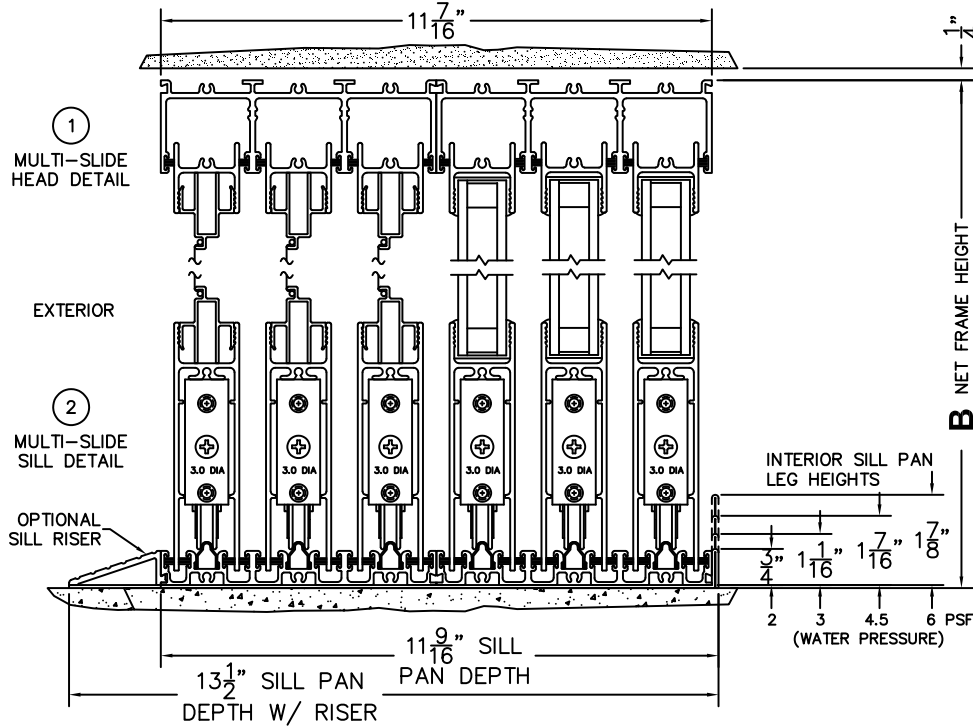 11 7/16"
1"
1
MULTI-SLIDE
HEAD DETAIL
EXTERIOR
B NET FRAME HEIGHT
2
MULTI-SLIDE
SILL DETAIL
3.0 DIA
3.0 DIA
3.0 DIA
3.0 DIA
3.0 DIA
3.0 DIA
INTERIOR SILL PAN
LEG HEIGHTS
OPTIONAL
SILL RISER
3/4"
1 1/16"
1 7/16"
1 7/8"
2 3 4.5 6 PSF
(WATER PRESSURE)
11 9/16" SILL
PAN DEPTH
13 1/2" SILL PAN
DEPTH W/ RISER